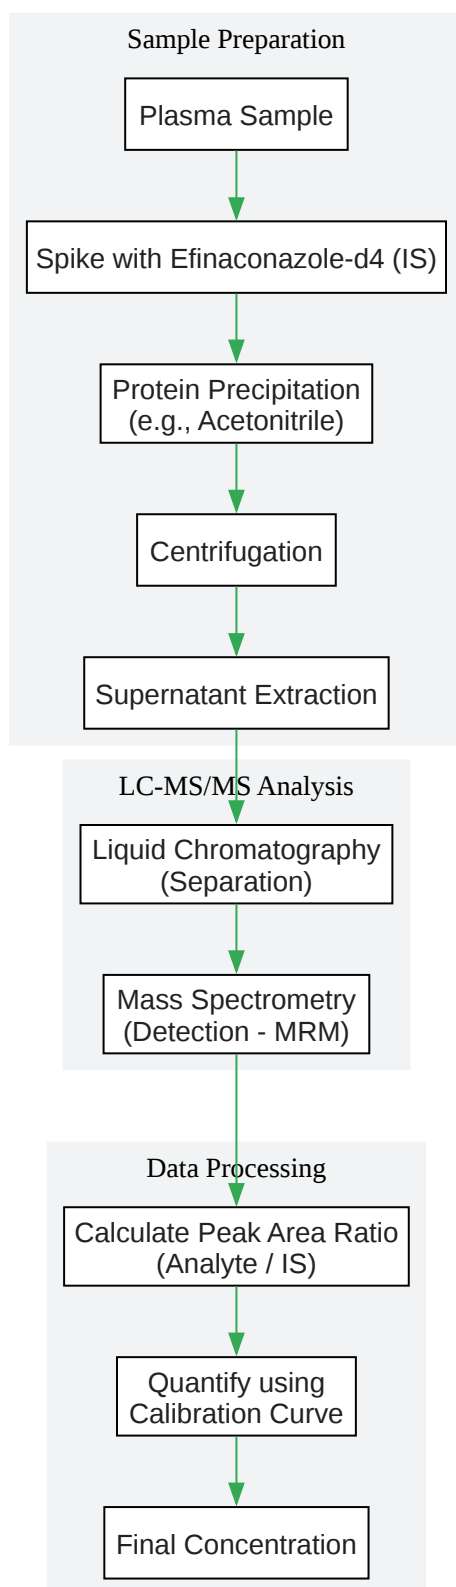 Sample Preparation
Plasma Sample
Spike with Efinaconazole-d4 (IS)
Protein Precipitation
(e.g., Acetonitrile)
Centrifugation
Supernatant Extraction
LC-MS/MS Analysis
Liquid Chromatography
(Separation)
Mass Spectrometry
(Detection - MRM)
Data Processing
Calculate Peak Area Ratio
(Analyte / IS)
Quantify using
Calibration Curve
Final Concentration